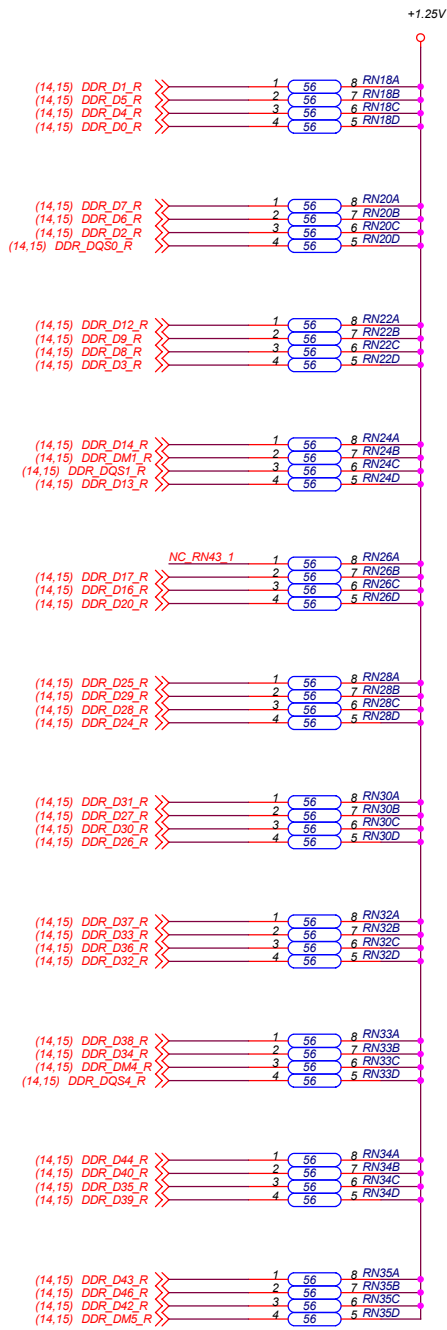 +1.25V
(14,15) DDR_D1_R 1 56 8 RN18A
(14,15) DDR_D5_R 2 56 7 RN18B
(14,15) DDR_D4_R 3 56 6 RN18C
(14,15) DDR_D0_R 4 56 5 RN18D
(14,15) DDR_D7_R 1 56 8 RN20A
(14,15) DDR_D6_R 2 56 7 RN20B
(14,15) DDR_D2_R 3 56 6 RN20C
(14,15) DDR_DQS0_R 4 56 5 RN20D
(14,15) DDR_D12_R 1 56 8 RN22A
(14,15) DDR_D9_R 2 56 7 RN22B
(14,15) DDR_D8_R 3 56 6 RN22C
(14,15) DDR_D3_R 4 56 5 RN22D
(14,15) DDR_D14_R 1 56 8 RN24A
(14,15) DDR_DM1_R 2 56 7 RN24B
(14,15) DDR_DQS1_R 3 56 6 RN24C
(14,15) DDR_D13_R 4 56 5 RN24D
NC_RN43_1 1 56 8 RN26A
(14,15) DDR_D17_R 2 56 7 RN26B
(14,15) DDR_D16_R 3 56 6 RN26C
(14,15) DDR_D20_R 4 56 5 RN26D
(14,15) DDR_D25_R 1 56 8 RN28A
(14,15) DDR_D29_R 2 56 7 RN28B
(14,15) DDR_D28_R 3 56 6 RN28C
(14,15) DDR_D24_R 4 56 5 RN28D
(14,15) DDR_D31_R 1 56 8 RN30A
(14,15) DDR_D27_R 2 56 7 RN30B
(14,15) DDR_D30_R 3 56 6 RN30C
(14,15) DDR_D26_R 4 56 5 RN30D
(14,15) DDR_D37_R 1 56 8 RN32A
(14,15) DDR_D33_R 2 56 7 RN32B
(14,15) DDR_D36_R 3 56 6 RN32C
(14,15) DDR_D32_R 4 56 5 RN32D
(14,15) DDR_D38_R 1 56 8 RN33A
(14,15) DDR_D34_R 2 56 7 RN33B
(14,15) DDR_DM4_R 3 56 6 RN33C
(14,15) DDR_DQS4_R 4 56 5 RN33D
(14,15) DDR_D44_R 1 56 8 RN34A
(14,15) DDR_D40_R 2 56 7 RN34B
(14,15) DDR_D35_R 3 56 6 RN34C
(14,15) DDR_D39_R 4 56 5 RN34D
(14,15) DDR_D43_R 1 56 8 RN35A
(14,15) DDR_D46_R 2 56 7 RN35B
(14,15) DDR_D42_R 3 56 6 RN35C
(14,15) DDR_DM5_R 4 56 5 RN35D